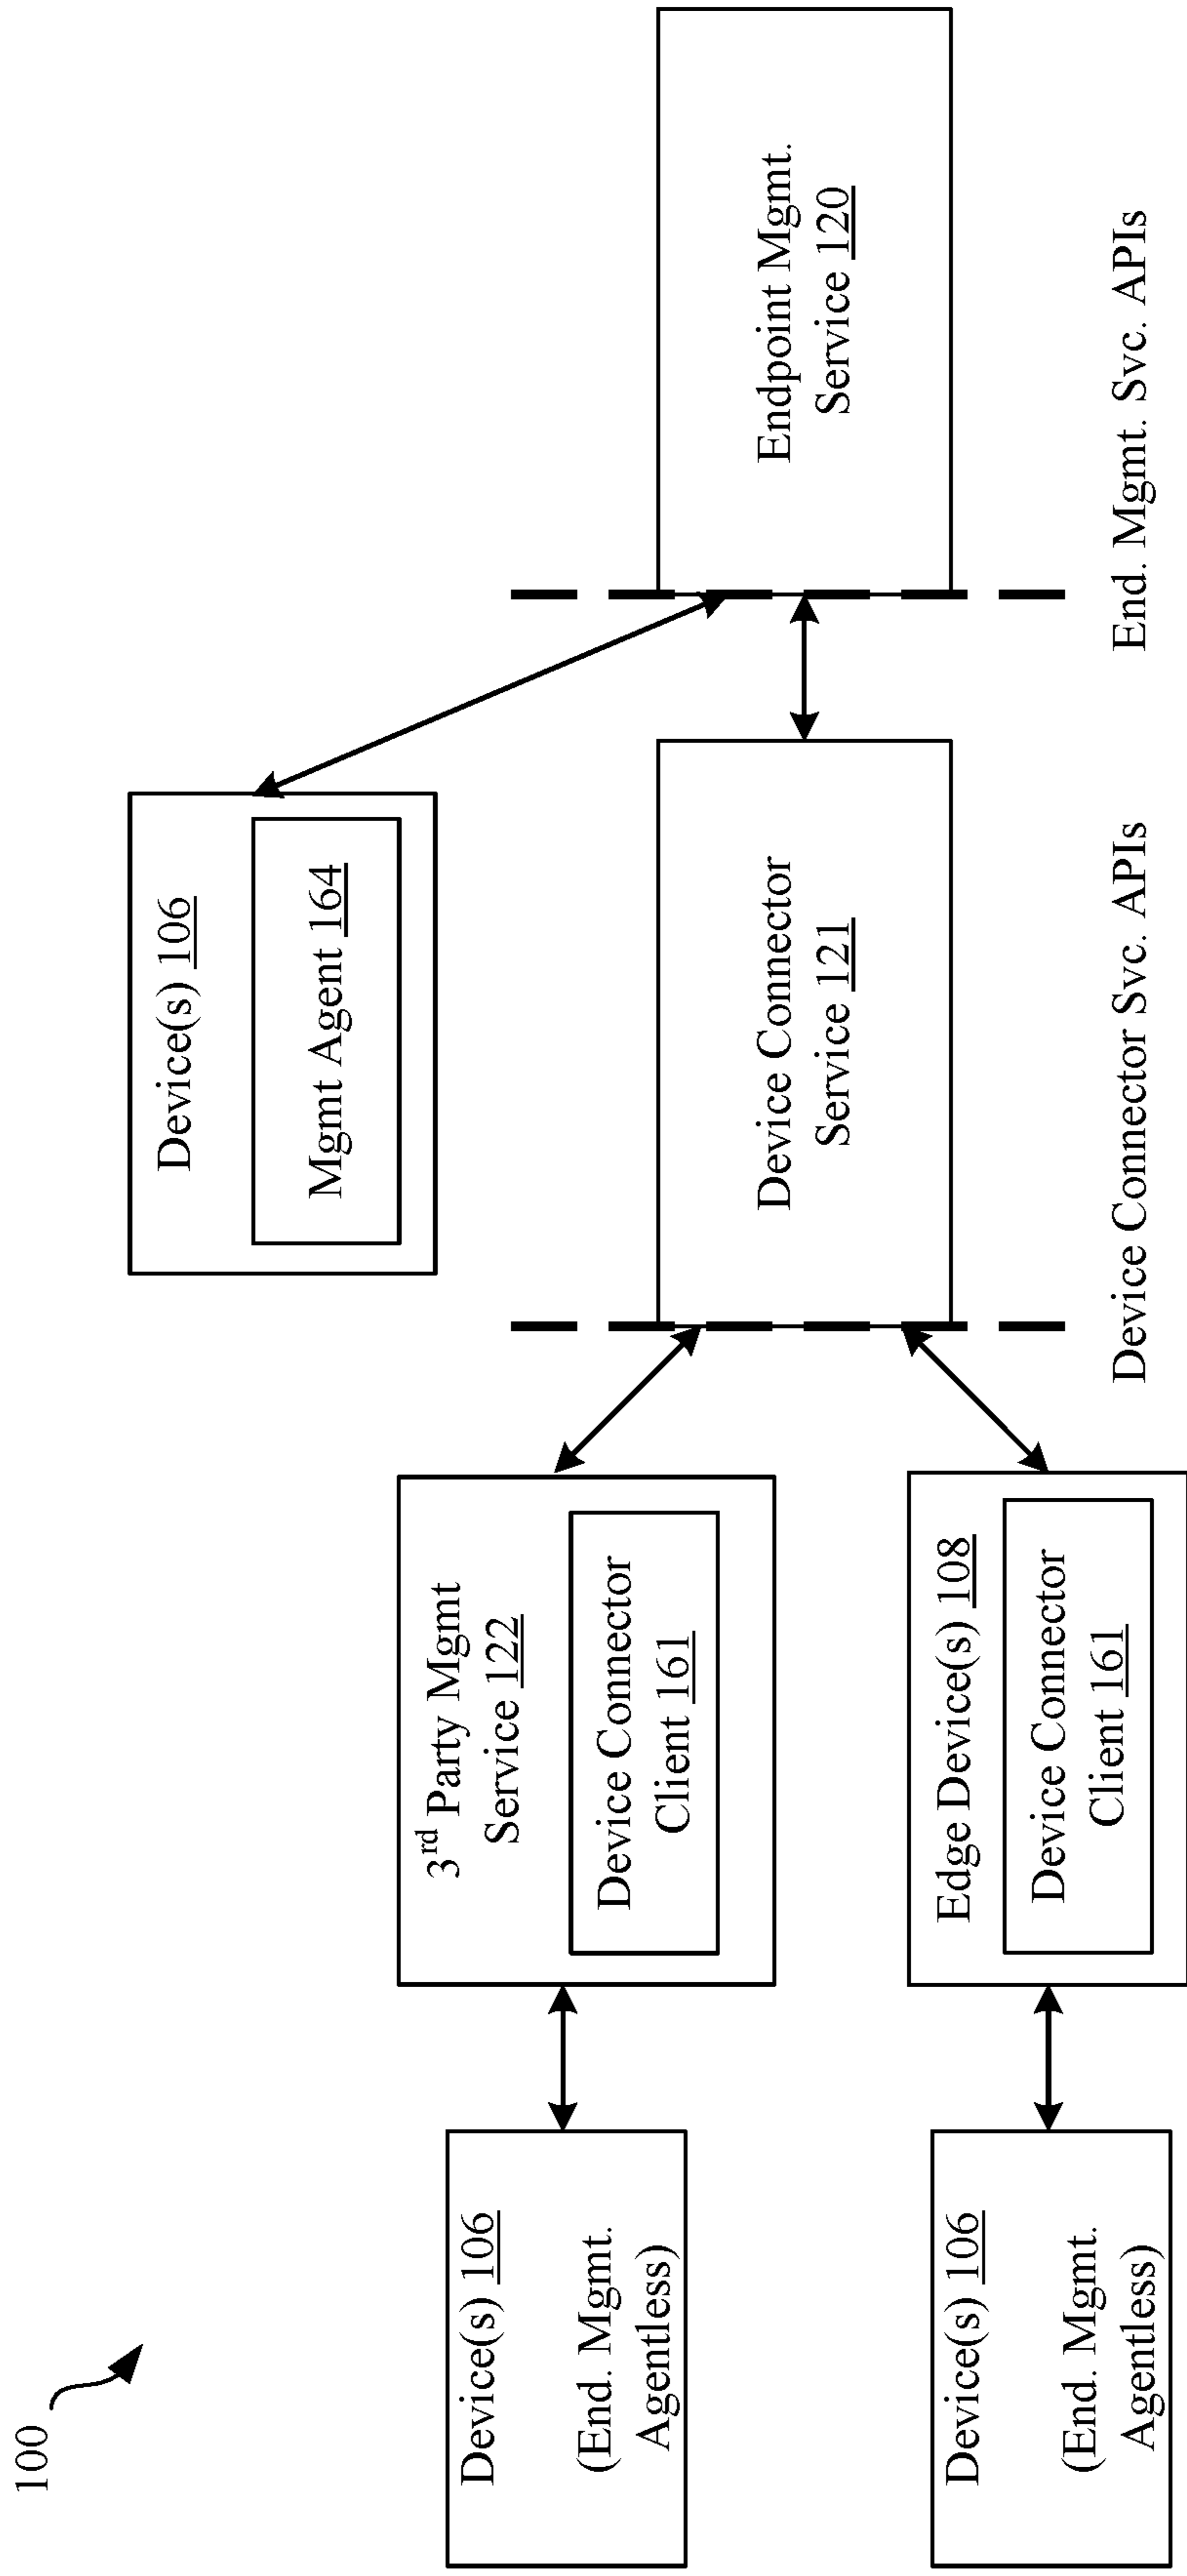 100
Device(s) 106
Mgmt Agent 164
Device(s) 106
(End. Mgmt.
Agentless)
3rd Party Mgmt
Service 122
Device Connector
Client 161
Device Connector
Service 121
Endpoint Mgmt.
Service 120
Device(s) 106
(End. Mgmt.
Agentless)
Edge Device(s) 108
Device Connector
Client 161
Device Connector Svc. APIs
End. Mgmt. Svc. APIs